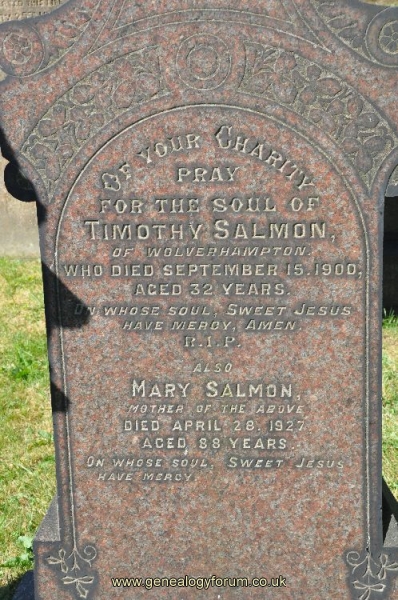 OF YOUR CHARITY
PRAY
FOR THE SOUL OF
TIMOTHY SALMON,
OF WOLVERHAMPTON.
WHO DIED SEPTEMBER 15. 1900,
AGED 32 YEARS.
ON WHOSE SOUL, SWEET JESUS
HAVE MERCY, AMEN.
R.I.P.
ALSO
MARY SALMON,
MOTHER OF THE ABOVE
DIED APRIL 28. 1927
AGED 88 YEARS.
ON WHOSE SOUL, SWEET JESUS
HAVE MERCY
www.genealogyforum.co.uk